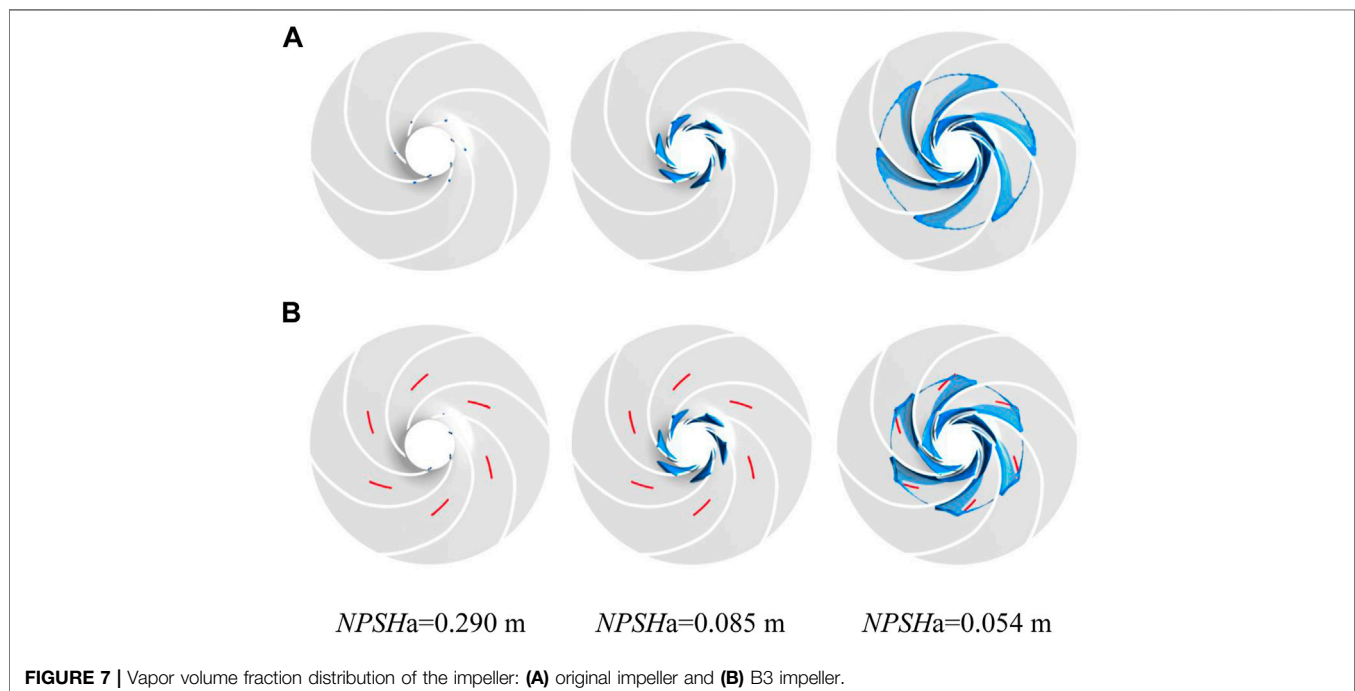 A
B
NPSHa=0.290 m NPSHa=0.085 m NPSHa=0.054 m
FIGURE 7 | Vapor volume fraction distribution of the impeller: (A) original impeller and (B) B3 impeller.